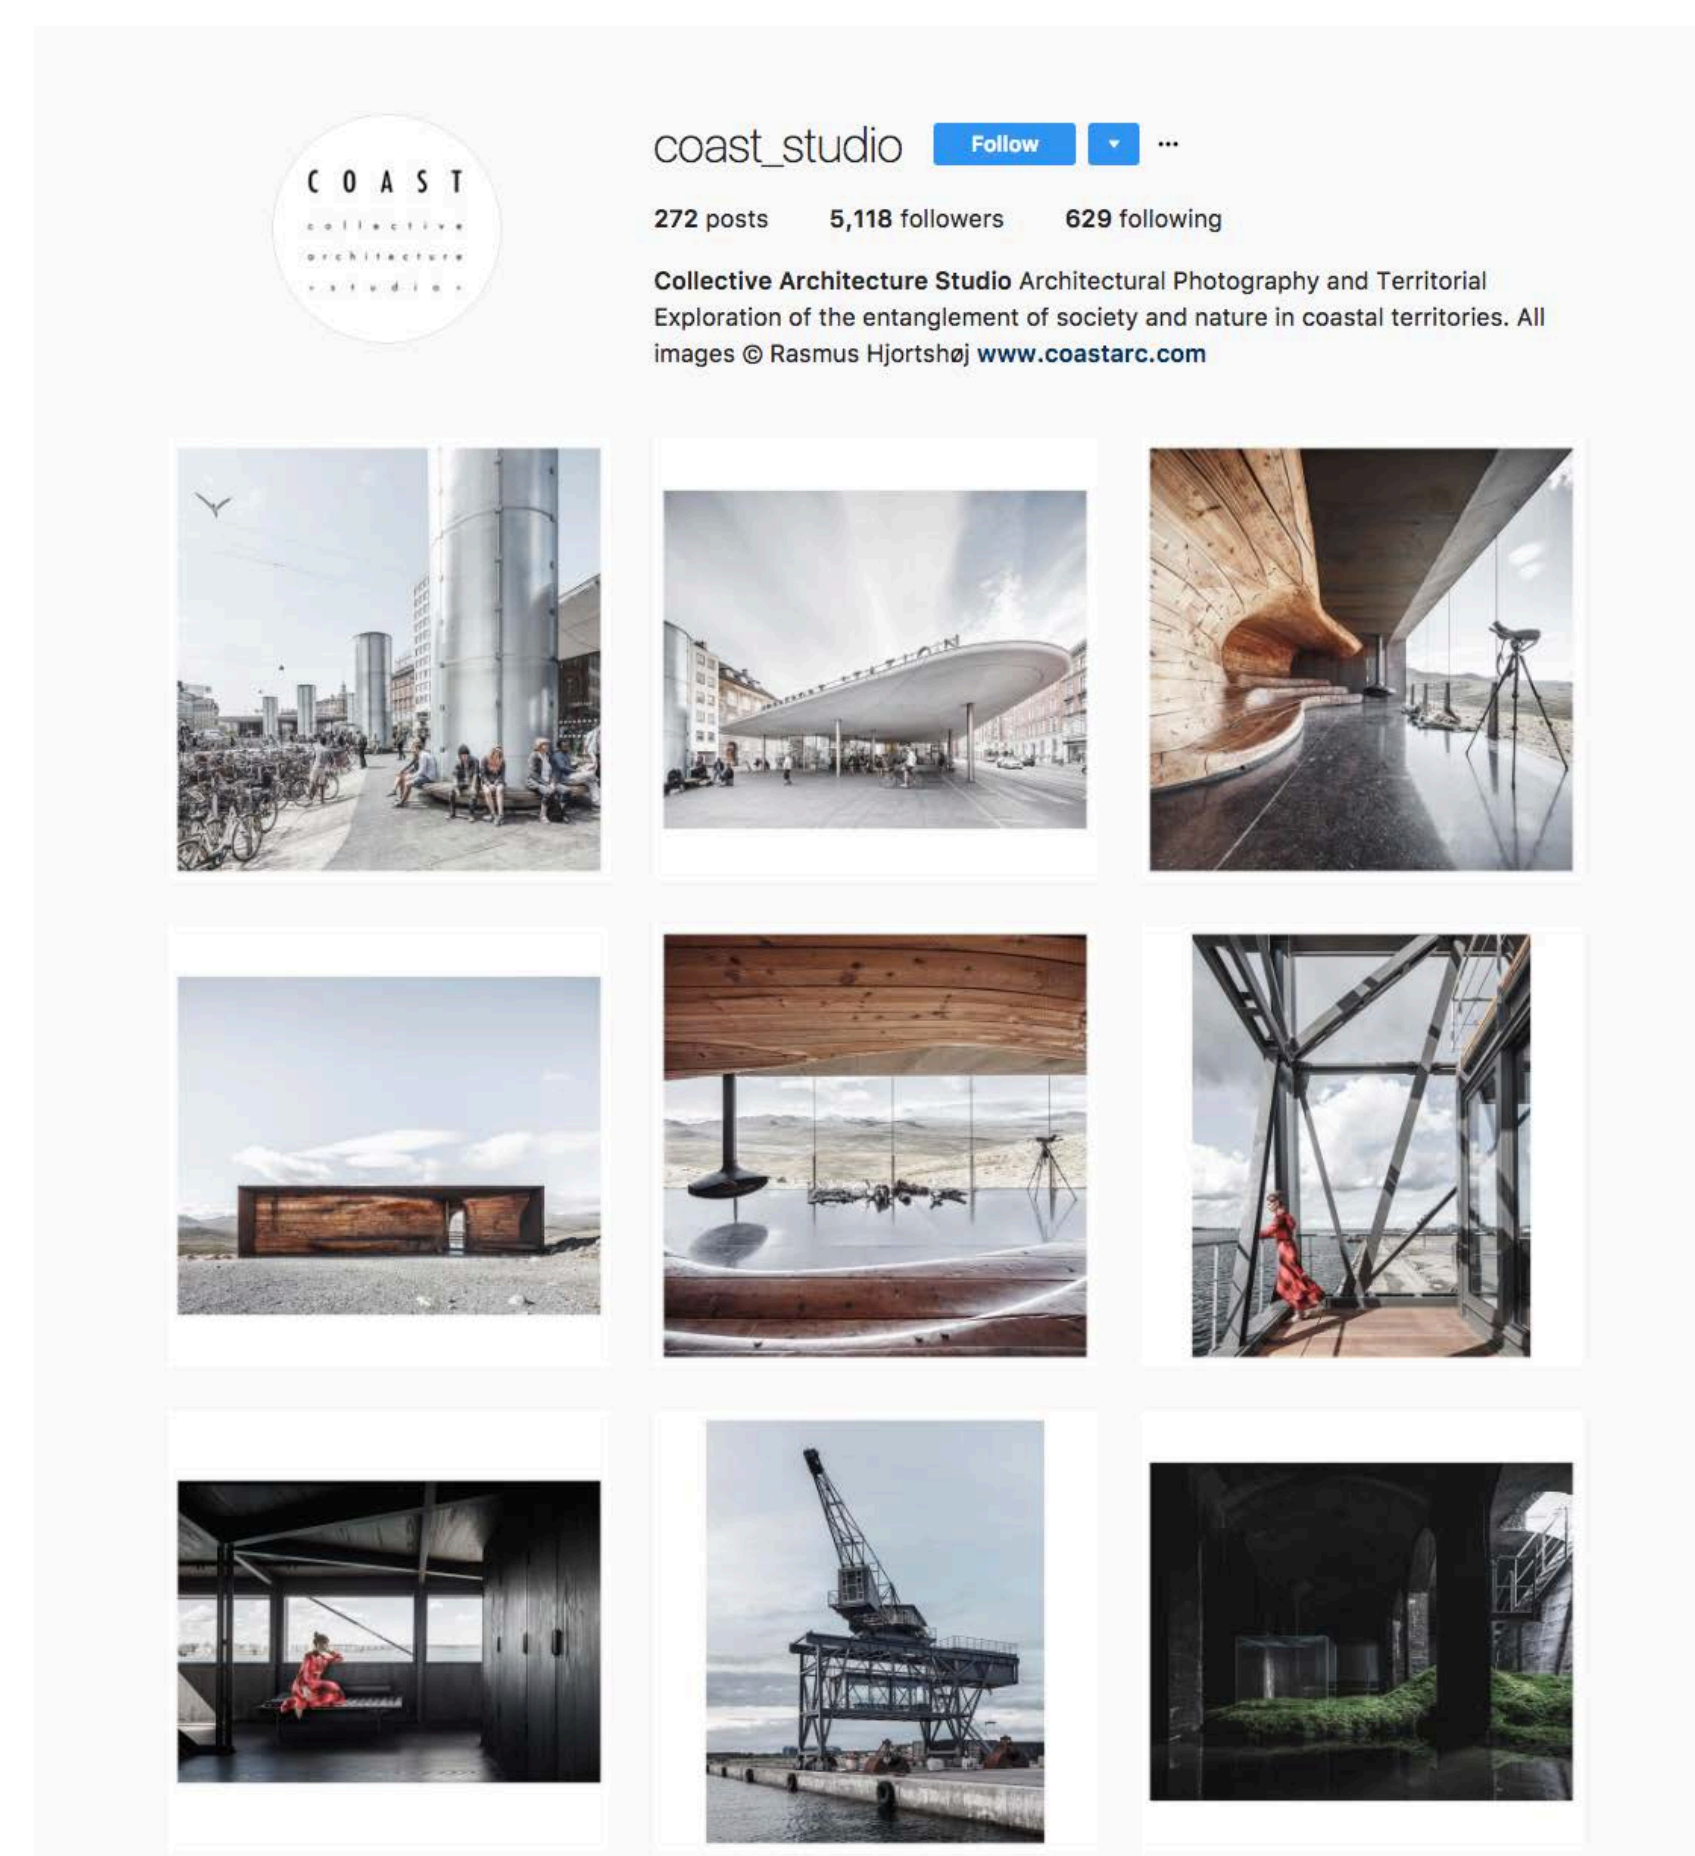 COAST
collective
architecture
- studio -
coast_studio Follow ...
272 posts 5,118 followers 629 following
Collective Architecture Studio Architectural Photography and Territorial
Exploration of the entanglement of society and nature in coastal territories. All
images © Rasmus Hjortshøj www.coastarc.com